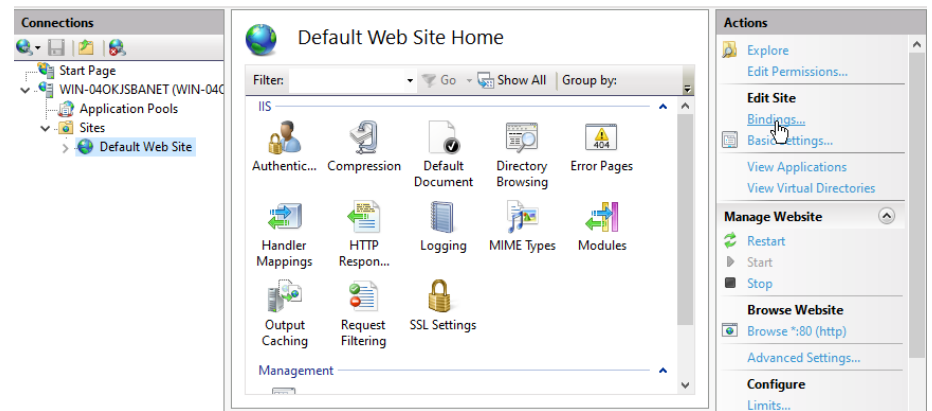 Connections
Start Page
WIN-04OKJSBANET (WIN-04O
Application Pools
Sites
Default Web Site
Default Web Site Home
Filter:
Go
Show All
Group by:
IIS
Authentic...
Compression
Default
Document
Directory
Browsing
404
Error Pages
Handler
Mappings
HTTP
Respon...
Logging
MIME Types
Modules
Output
Caching
Request
Filtering
SSL Settings
Management
Actions
Explore
Edit Permissions...
Edit Site
Bindings...
Basic Settings...
View Applications
View Virtual Directories
Manage Website
Restart
Start
Stop
Browse Website
Browse *:80 (http)
Advanced Settings...
Configure
Limits...